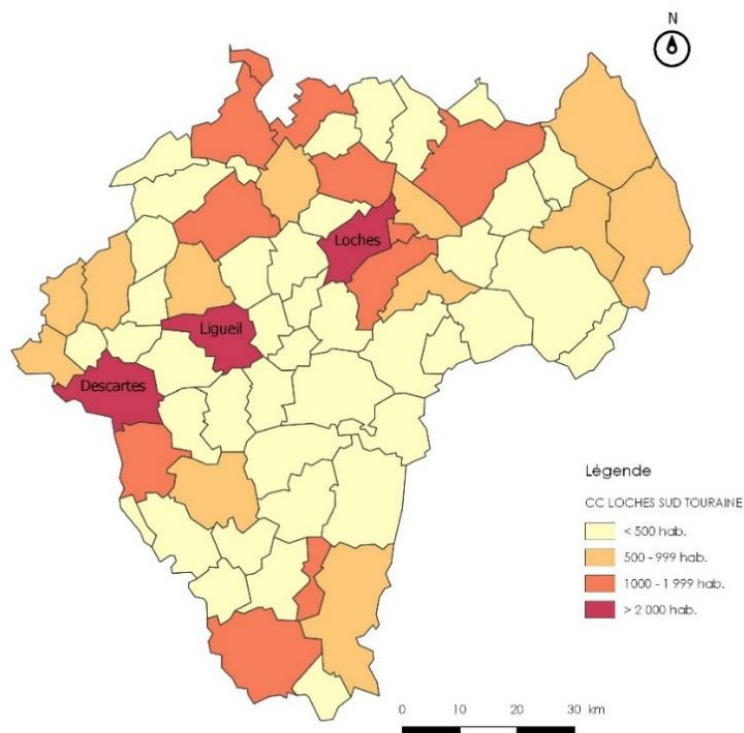 N
Loches
Ligueil
Descartes
Légende
CC LOCHES SUD TOURAINE
< 500 hab.
500 - 999 hab.
1000 - 1 999 hab.
> 2 000 hab.
0 10 20 30 km